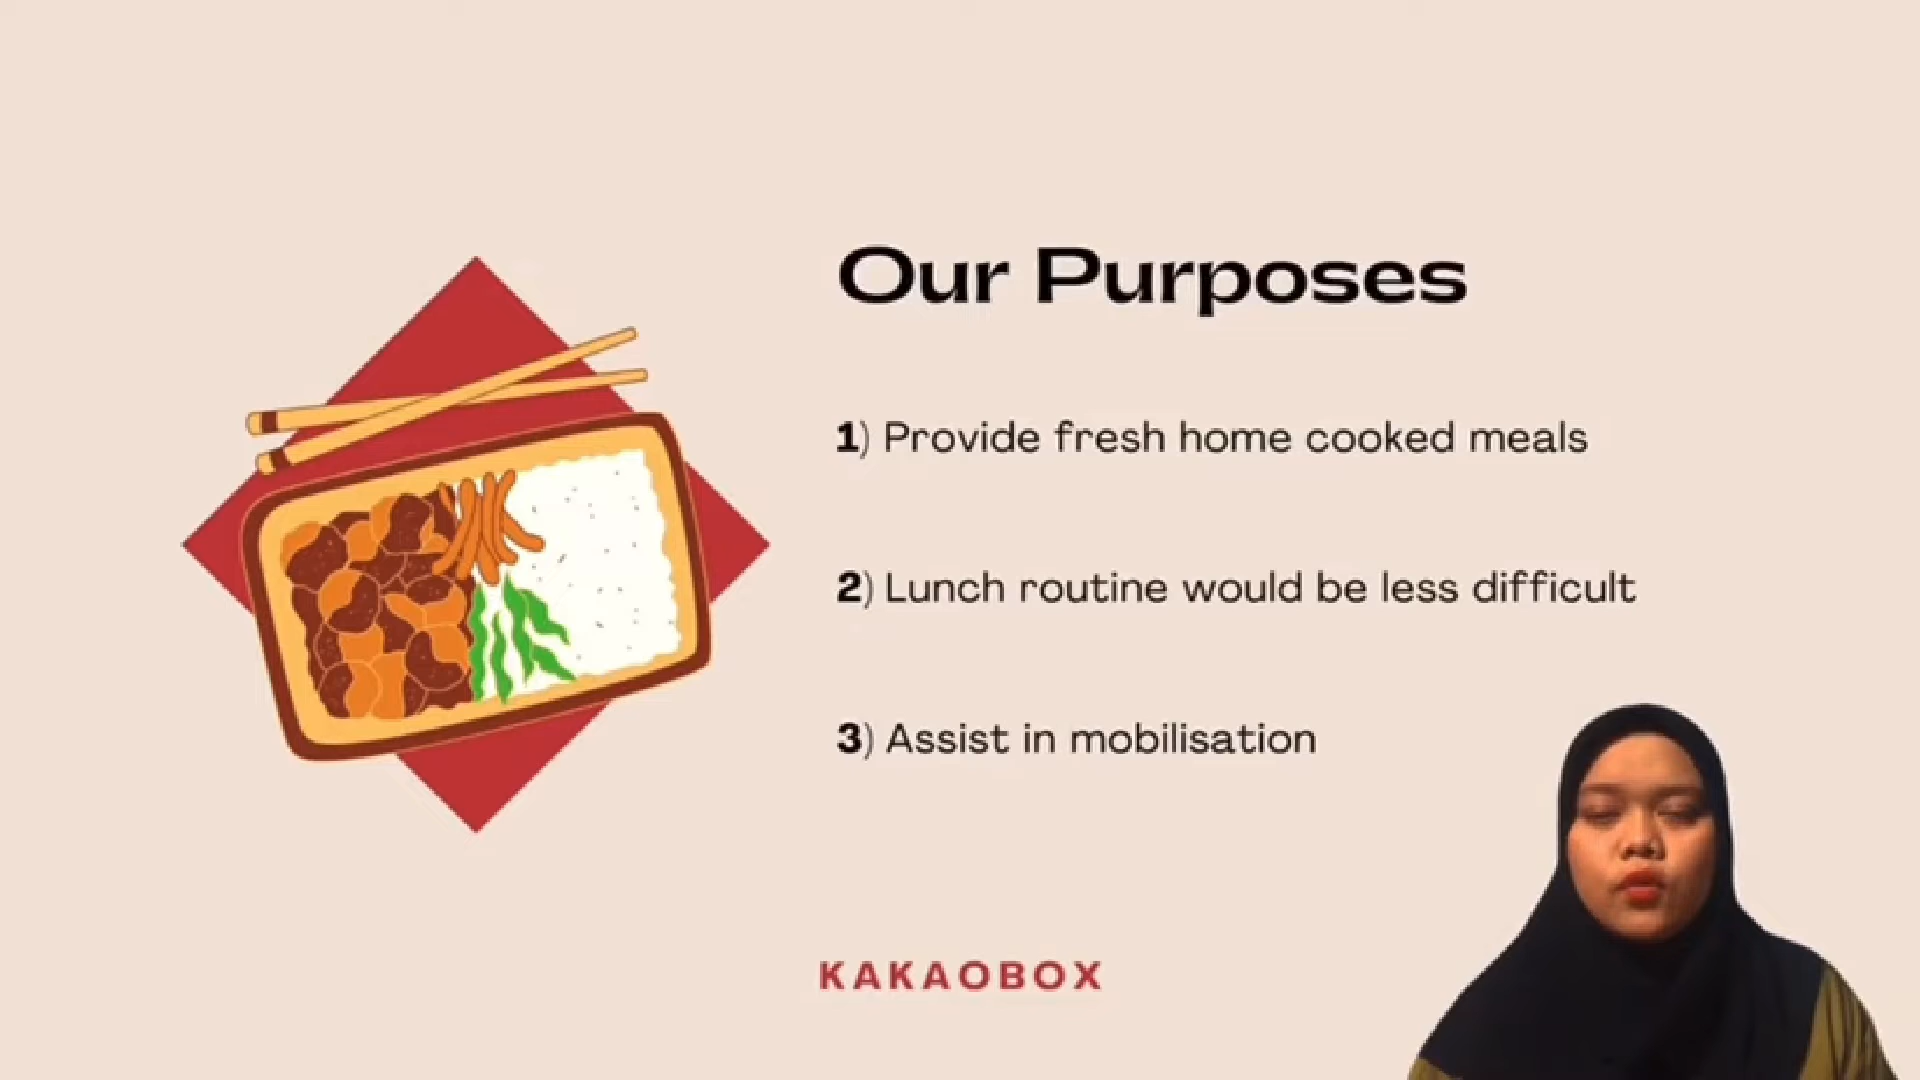 Our Purposes
1) Provide fresh home cooked meals
2) Lunch routine would be less difficult
3) Assist in mobilisation
KAKAOBOX